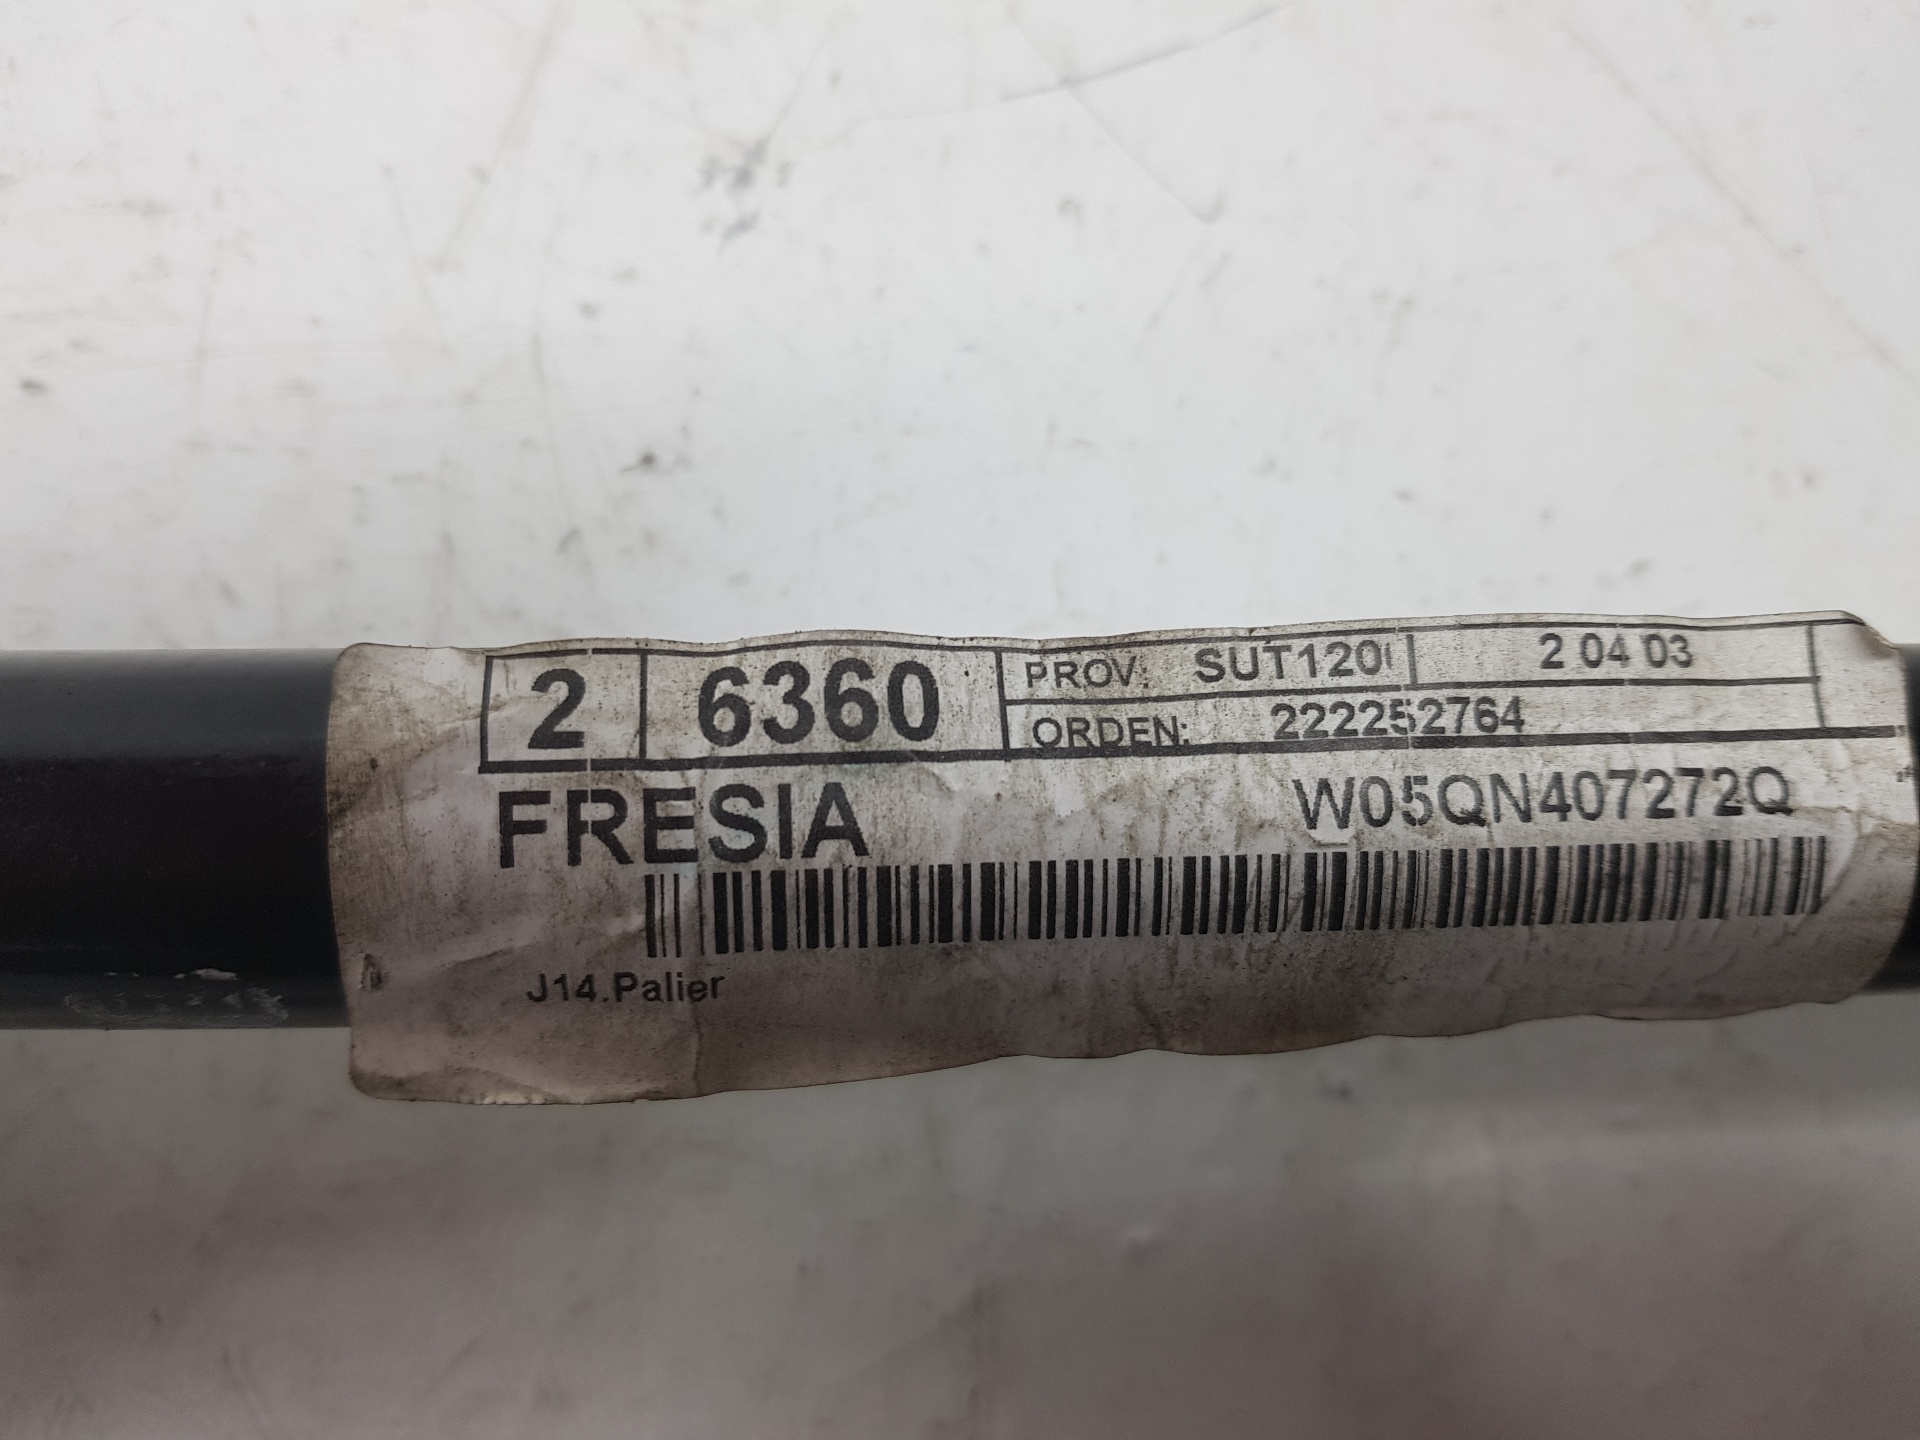 2 6360 PROV: SUT120 2 04 03
ORDEN: 222252764
FRESIA W05QN407272Q
J14.Palier